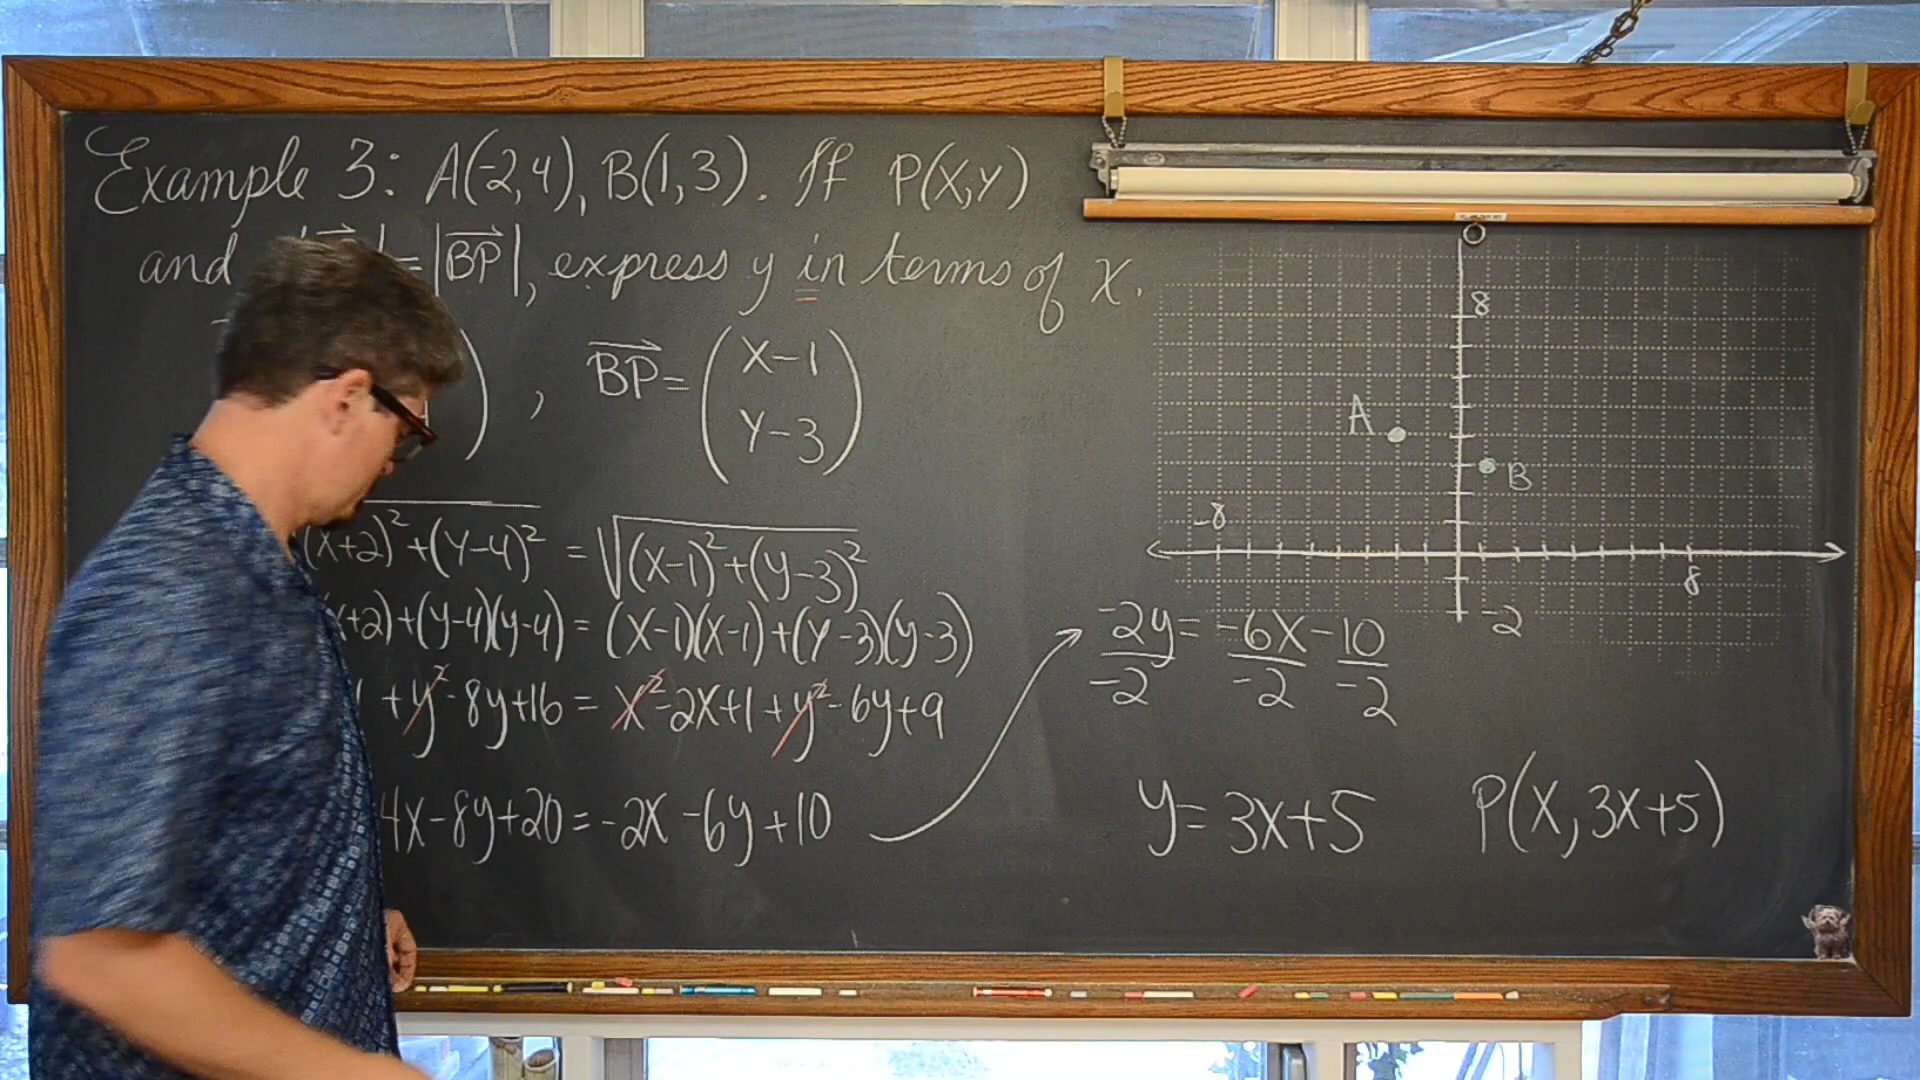 Example 3: A(-2,4), B(1,3). If P(X,Y)
and | = |BP|, express y in terms of X.
, BP = (X-1
Y-3)
(X+2)² + (Y-4)² = √(X-1)² + (y-3)²
x+2) + (y-4)(y-4) = (X-1)(X-1) + (Y-3)(y-3)
+ y² - 8y + 16 = x² - 2x + 1 + y² - 6y + 9
4x - 8y + 20 = -2x - 6y + 10
8
A
B
-8
8
-2
-2y = -6X - 10
-2 -2 -2
y = 3x + 5 P(X, 3x+5)